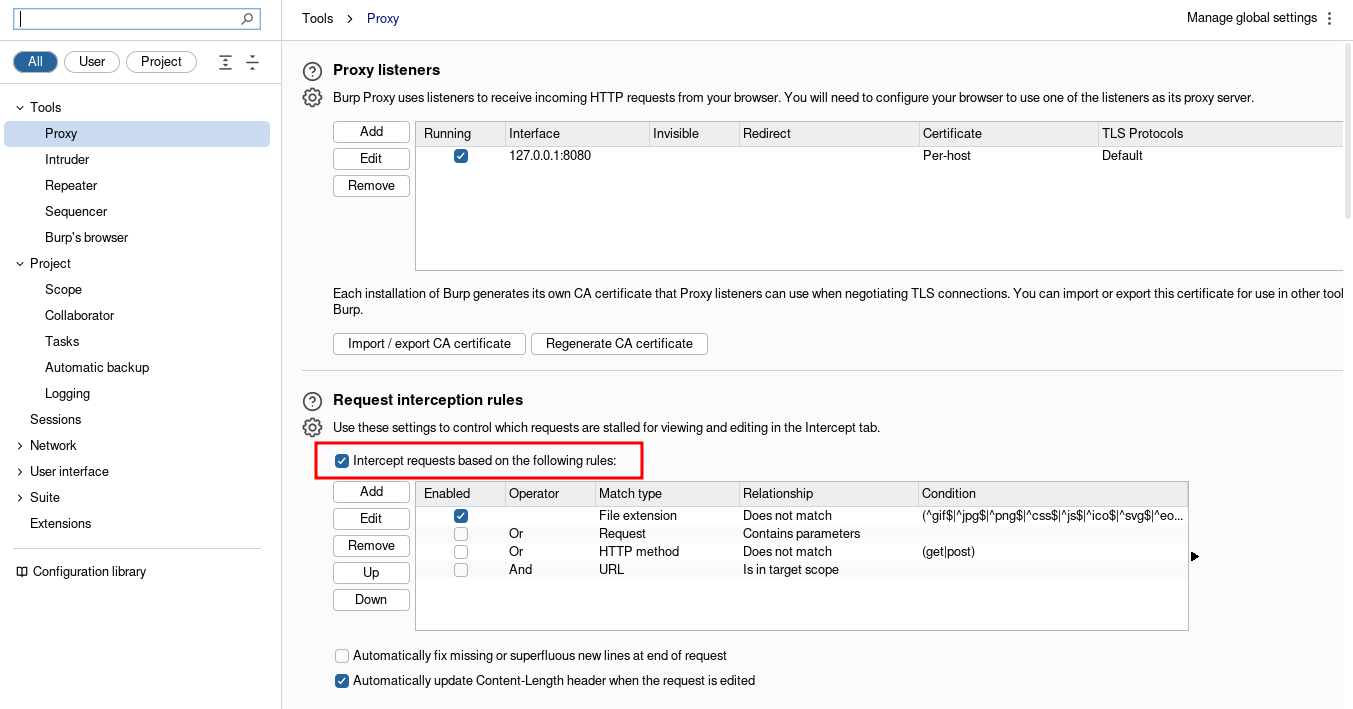 Tools > Proxy
Manage global settings
All User Project
Tools
Proxy
Intruder
Repeater
Sequencer
Burp's browser
Project
Scope
Collaborator
Tasks
Automatic backup
Logging
Sessions
Network
User interface
Suite
Extensions
Configuration library
Proxy listeners
Burp Proxy uses listeners to receive incoming HTTP requests from your browser. You will need to configure your browser to use one of the listeners as its proxy server.
Add
Edit
Remove
Running Interface Invisible Redirect Certificate TLS Protocols
127.0.0.1:8080 Per-host Default
Each installation of Burp generates its own CA certificate that Proxy listeners can use when negotiating TLS connections. You can import or export this certificate for use in other tool
Burp.
Import / export CA certificate Regenerate CA certificate
Request interception rules
Use these settings to control which requests are stalled for viewing and editing in the Intercept tab.
Intercept requests based on the following rules:
Add
Edit
Remove
Up
Down
Enabled Operator Match type Relationship Condition
File extension Does not match (^gif$|^jpg$|^png$|^css$|^js$|^ico$|^svg$|^eo...
Or Request Contains parameters
Or HTTP method Does not match (get|post)
And URL Is in target scope
Automatically fix missing or superfluous new lines at end of request
Automatically update Content-Length header when the request is edited